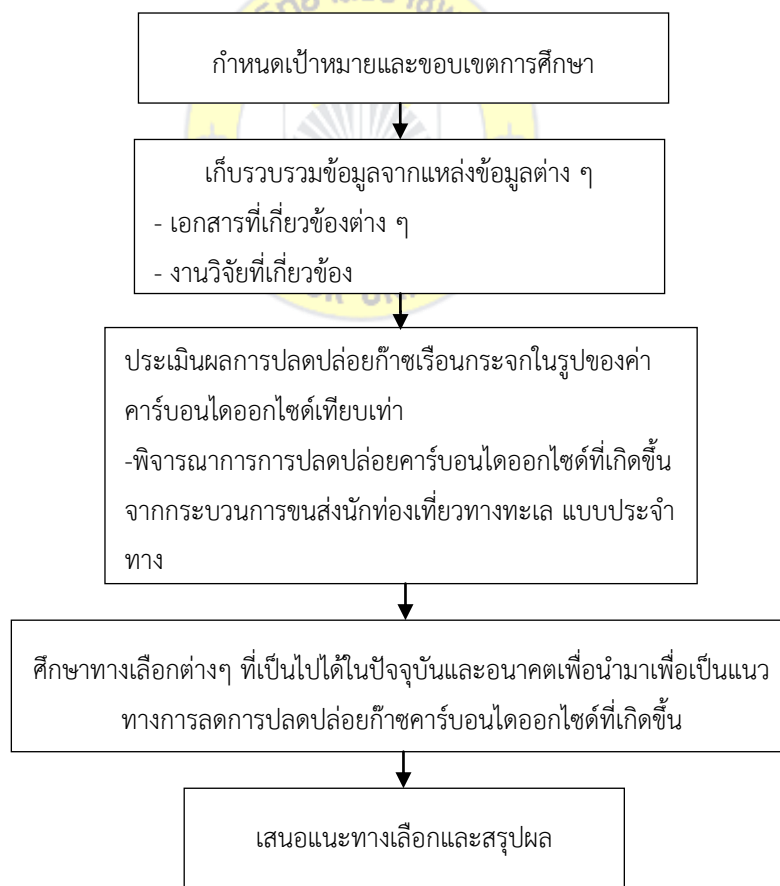 กำหนดเป้าหมายและขอบเขตการศึกษา
เก็บรวบรวมข้อมูลจากแหล่งข้อมูลต่าง ๆ
- เอกสารที่เกี่ยวข้องต่าง ๆ
- งานวิจัยที่เกี่ยวข้อง
ประเมินผลการปลดปล่อยก๊าซเรือนกระจกในรูปของค่า
คาร์บอนไดออกไซด์เทียบเท่า
-พิจารณาการการปลดปล่อยคาร์บอนไดออกไซด์ที่เกิดขึ้น
จากกระบวนการขนส่งนักท่องเที่ยวทางทะเล แบบประจำ
ทาง
ศึกษาทางเลือกต่างๆ ที่เป็นไปได้ในปัจจุบันและอนาคตเพื่อนำมาเพื่อเป็นแนว
ทางการลดการปลดปล่อยก๊าซคาร์บอนไดออกไซด์ที่เกิดขึ้น
เสนอแนะทางเลือกและสรุปผล